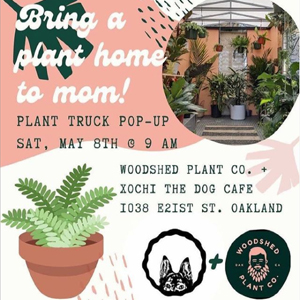 Bring a
plant home
to mom!
PLANT TRUCK POP-UP
SAT, MAY 8TH @ 9 AM
WOODSHED PLANT CO. +
XOCHI THE DOG CAFE
1038 E21ST ST. OAKLAND
+
WOODSHED
PLANT CO.